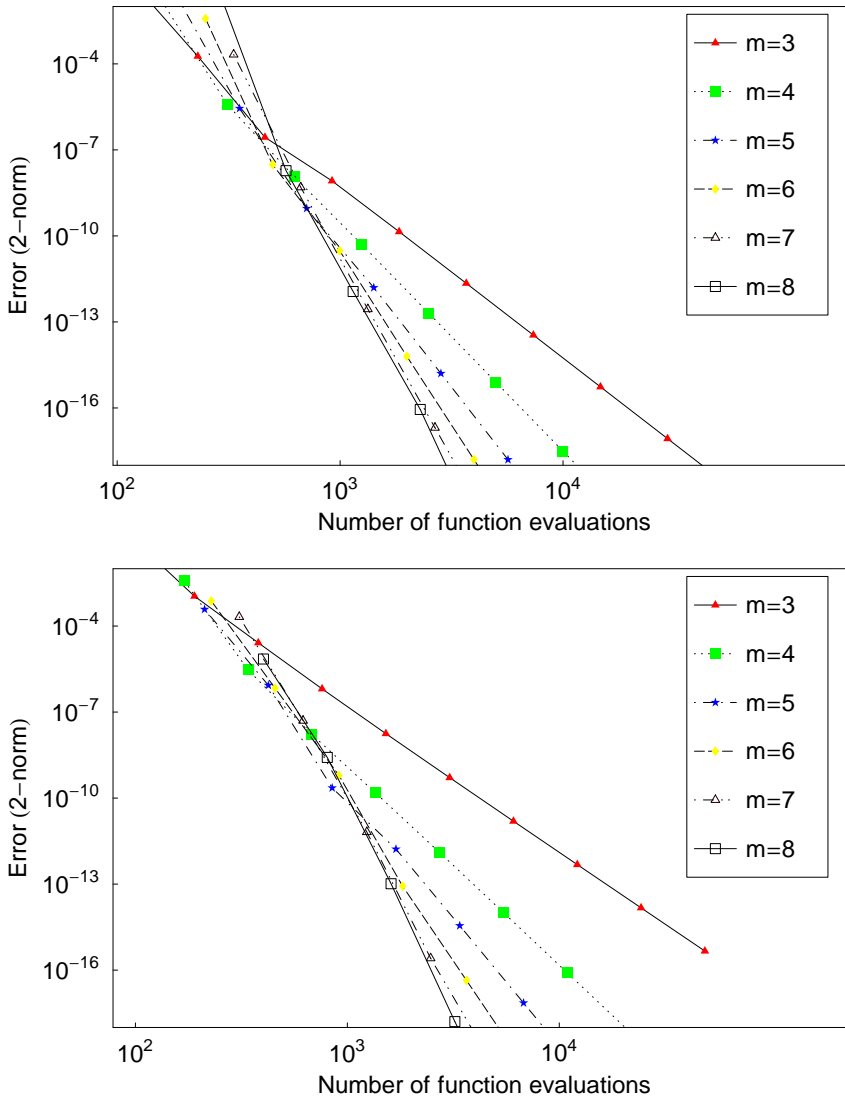 10^-4
10^-7
10^-10
10^-13
10^-16
Error (2−norm)
10^2
10^3
10^4
Number of function evaluations
m=3
m=4
m=5
m=6
m=7
m=8
10^-4
10^-7
10^-10
10^-13
10^-16
Error (2−norm)
10^2
10^3
10^4
Number of function evaluations
m=3
m=4
m=5
m=6
m=7
m=8